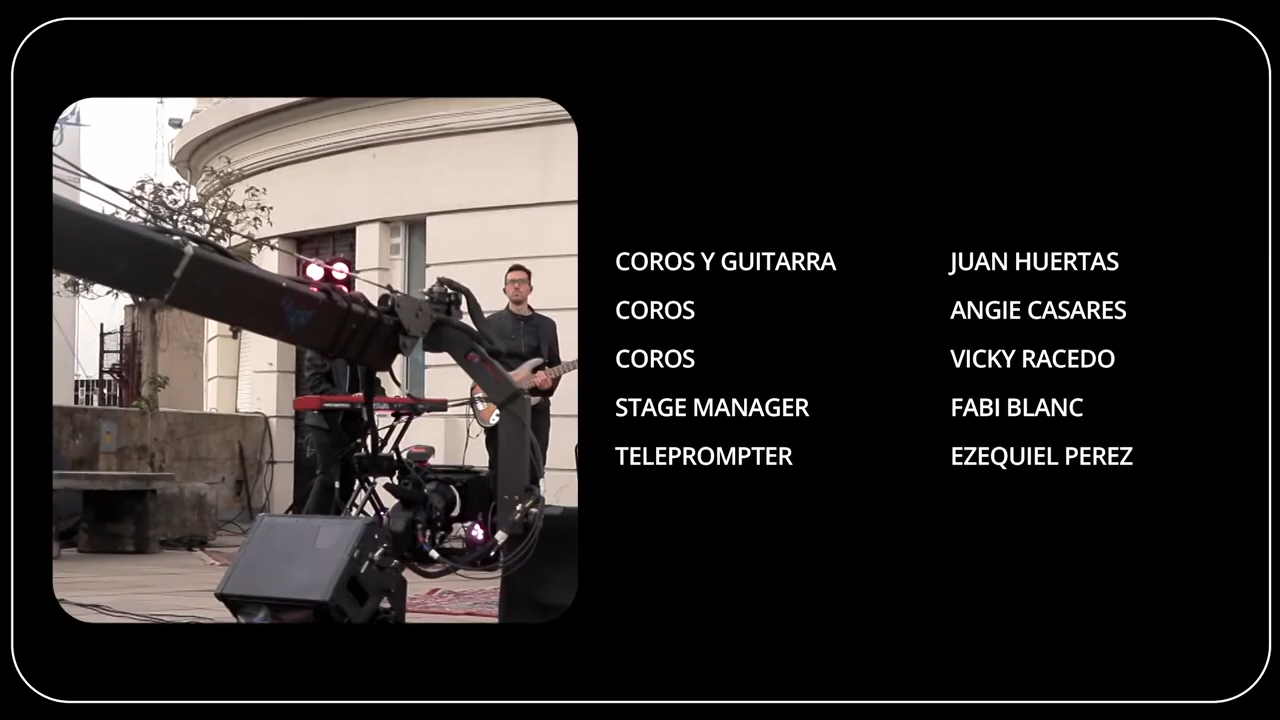 COROS Y GUITARRA JUAN HUERTAS
COROS ANGIE CASARES
COROS VICKY RACEDO
STAGE MANAGER FABI BLANC
TELEPROMPTER EZEQUIEL PEREZ